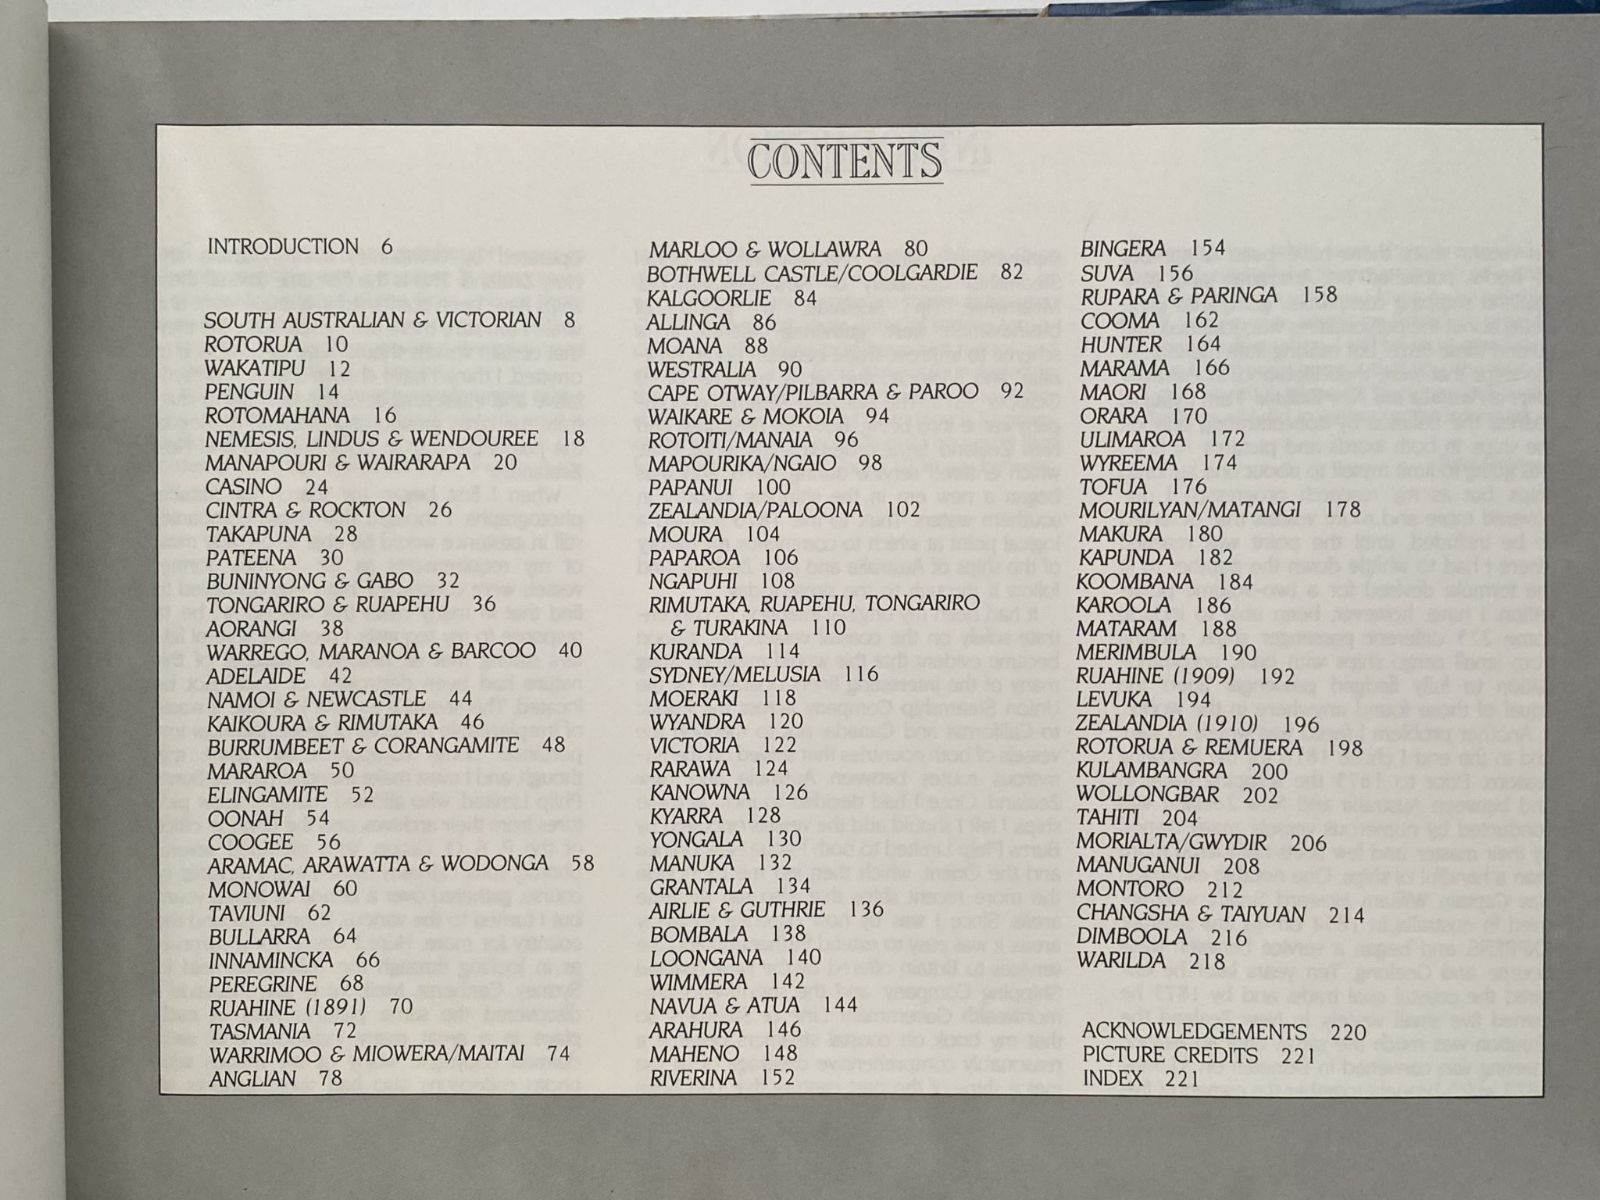 CONTENTS
INTRODUCTION 6
SOUTH AUSTRALIAN & VICTORIAN 8
ROTORUA 10
WAKATIPU 12
PENGUIN 14
ROTOMAHANA 16
NEMESIS, LINDUS & WENDOUREE 18
MANAPOURI & WAIRARAPA 20
CASINO 24
CINTRA & ROCKTON 26
TAKAPUNA 28
PATEENA 30
BUNINYONG & GABO 32
TONGARIRO & RUAPEHU 36
AORANGI 38
WARREGO, MARANOA & BARCOO 40
ADELAIDE 42
NAMOI & NEWCASTLE 44
KAIKOURA & RIMUTAKA 46
BURRUMBEET & CORANGAMITE 48
MARAROA 50
ELINGAMITE 52
OONAH 54
COOGEE 56
ARAMAC, ARAWATTA & WODONGA 58
MONOWAI 60
TAVIUNI 62
BULLARRA 64
INNAMINCKA 66
PEREGRINE 68
RUAHINE (1891) 70
TASMANIA 72
WARRIMOO & MIOWERA/MAITAI 74
ANGLIAN 78
MARLOO & WOLLAWRA 80
BOTHWELL CASTLE/COOLGARDIE 82
KALGOORLIE 84
ALLINGA 86
MOANA 88
WESTRALIA 90
CAPE OTWAY/PILBARRA & PAROO 92
WAIKARE & MOKOIA 94
ROTOITI/MANAIA 96
MAPOURIKA/NGAIO 98
PAPANUI 100
ZEALANDIA/PALOONA 102
MOURA 104
PAPAROA 106
NGAPUHI 108
RIMUTAKA, RUAPEHU, TONGARIRO
& TURAKINA 110
KURANDA 114
SYDNEY/MELUSIA 116
MOERAKI 118
WYANDRA 120
VICTORIA 122
RARAWA 124
KANOWNA 126
KYARRA 128
YONGALA 130
MANUKA 132
GRANTALA 134
AIRLIE & GUTHRIE 136
BOMBALA 138
LOONGANA 140
WIMMERA 142
NAVUA & ATUA 144
ARAHURA 146
MAHENO 148
RIVERINA 152
BINGERA 154
SUVA 156
RUPARA & PARINGA 158
COOMA 162
HUNTER 164
MARAMA 166
MAORI 168
ORARA 170
ULIMAROA 172
WYREEMA 174
TOFUA 176
MOURILYAN/MATANGI 178
MAKURA 180
KAPUNDA 182
KOOMBANA 184
KAROOLA 186
MATARAM 188
MERIMBULA 190
RUAHINE (1909) 192
LEVUKA 194
ZEALANDIA (1910) 196
ROTORUA & REMUERA 198
KULAMBANGRA 200
WOLLONGBAR 202
TAHITI 204
MORIALTA/GWYDIR 206
MANUGANUI 208
MONTORO 212
CHANGSHA & TAIYUAN 214
DIMBOOLA 216
WARILDA 218
ACKNOWLEDGEMENTS 220
PICTURE CREDITS 221
INDEX 221